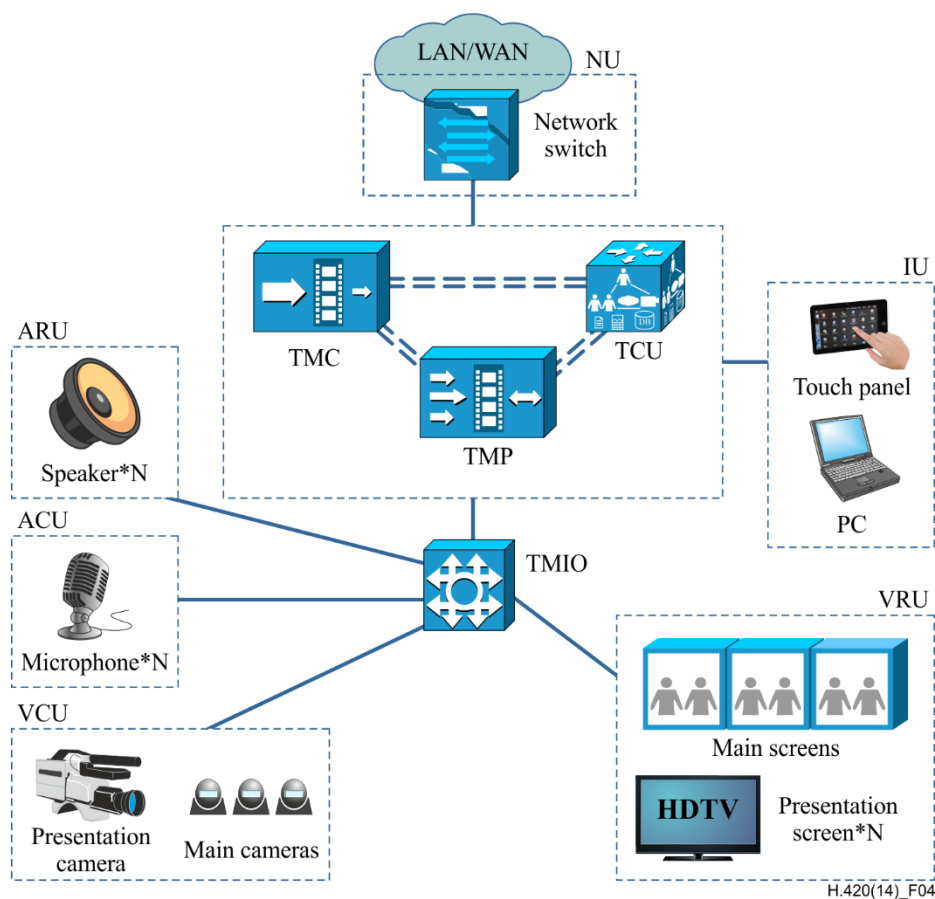 LAN/WAN
NU
Network
switch
IU
TMC
TCU
ARU
Touch panel
TMP
Speaker*N
PC
ACU
TMIO
VRU
Microphone*N
VCU
Main screens
HDTV
Presentation
screen*N
Presentation
camera
Main cameras
H.420(14)_F04